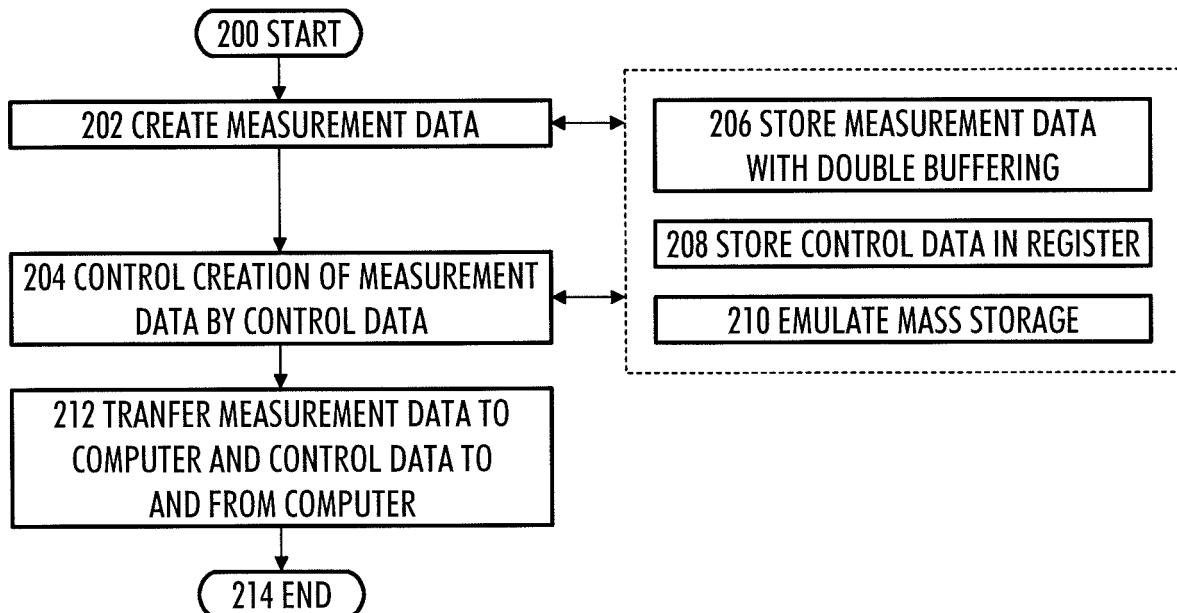 200 START
202 CREATE MEASUREMENT DATA
206 STORE MEASUREMENT DATA
WITH DOUBLE BUFFERING
208 STORE CONTROL DATA IN REGISTER
204 CONTROL CREATION OF MEASUREMENT
DATA BY CONTROL DATA
210 EMULATE MASS STORAGE
212 TRANFER MEASUREMENT DATA TO
COMPUTER AND CONTROL DATA TO
AND FROM COMPUTER
214 END